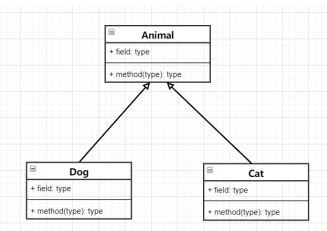 Animal
+ field: type
+ method(type): type
Dog
+ field: type
+ method(type): type
Cat
+ field: type
+ method(type): type